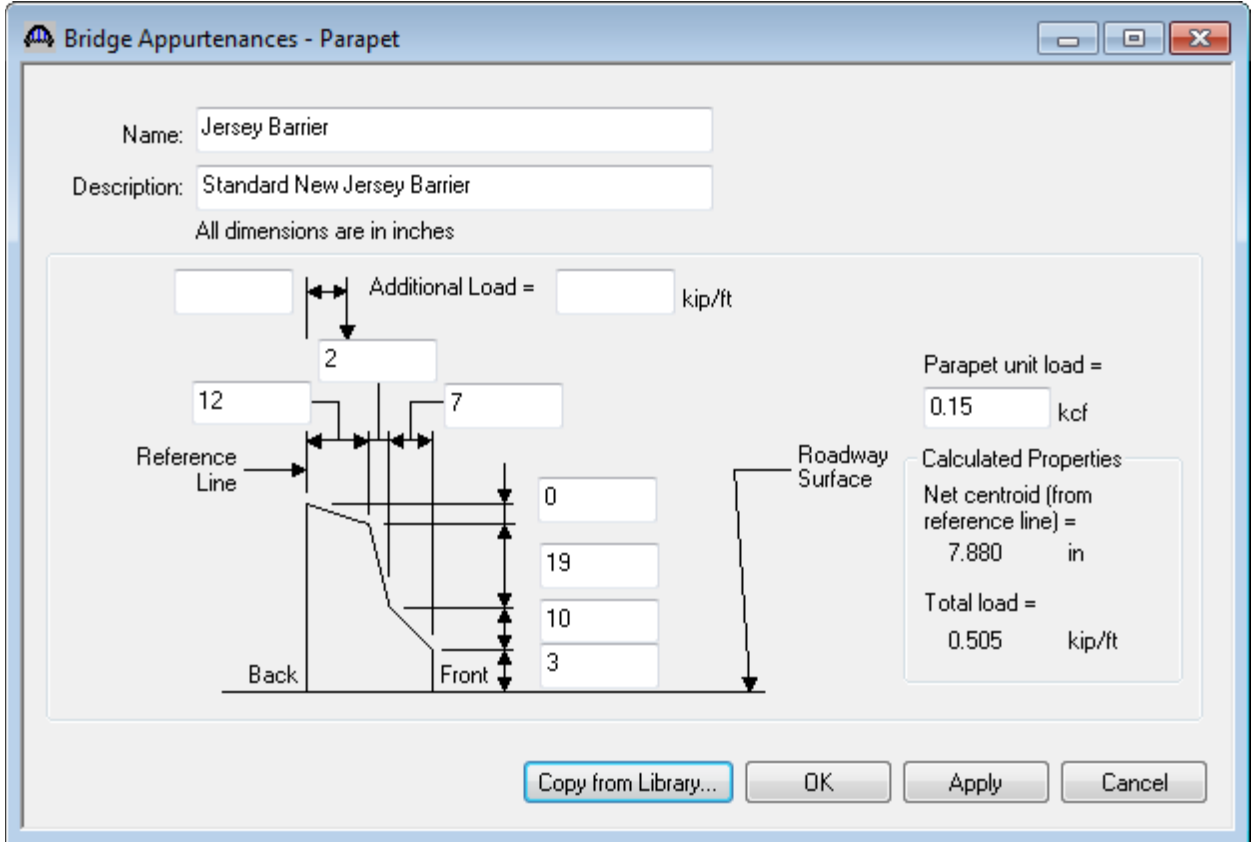 Bridge Appurtenances - Parapet
Name: Jersey Barrier
Description: Standard New Jersey Barrier
All dimensions are in inches
Additional Load = kip/ft
2
12
7
Reference
Line
0
19
10
3
Back
Front
Roadway
Surface
Parapet unit load =
0.15 kcf
Calculated Properties
Net centroid (from
reference line) =
7.880 in
Total load =
0.505 kip/ft
Copy from Library...
OK
Apply
Cancel